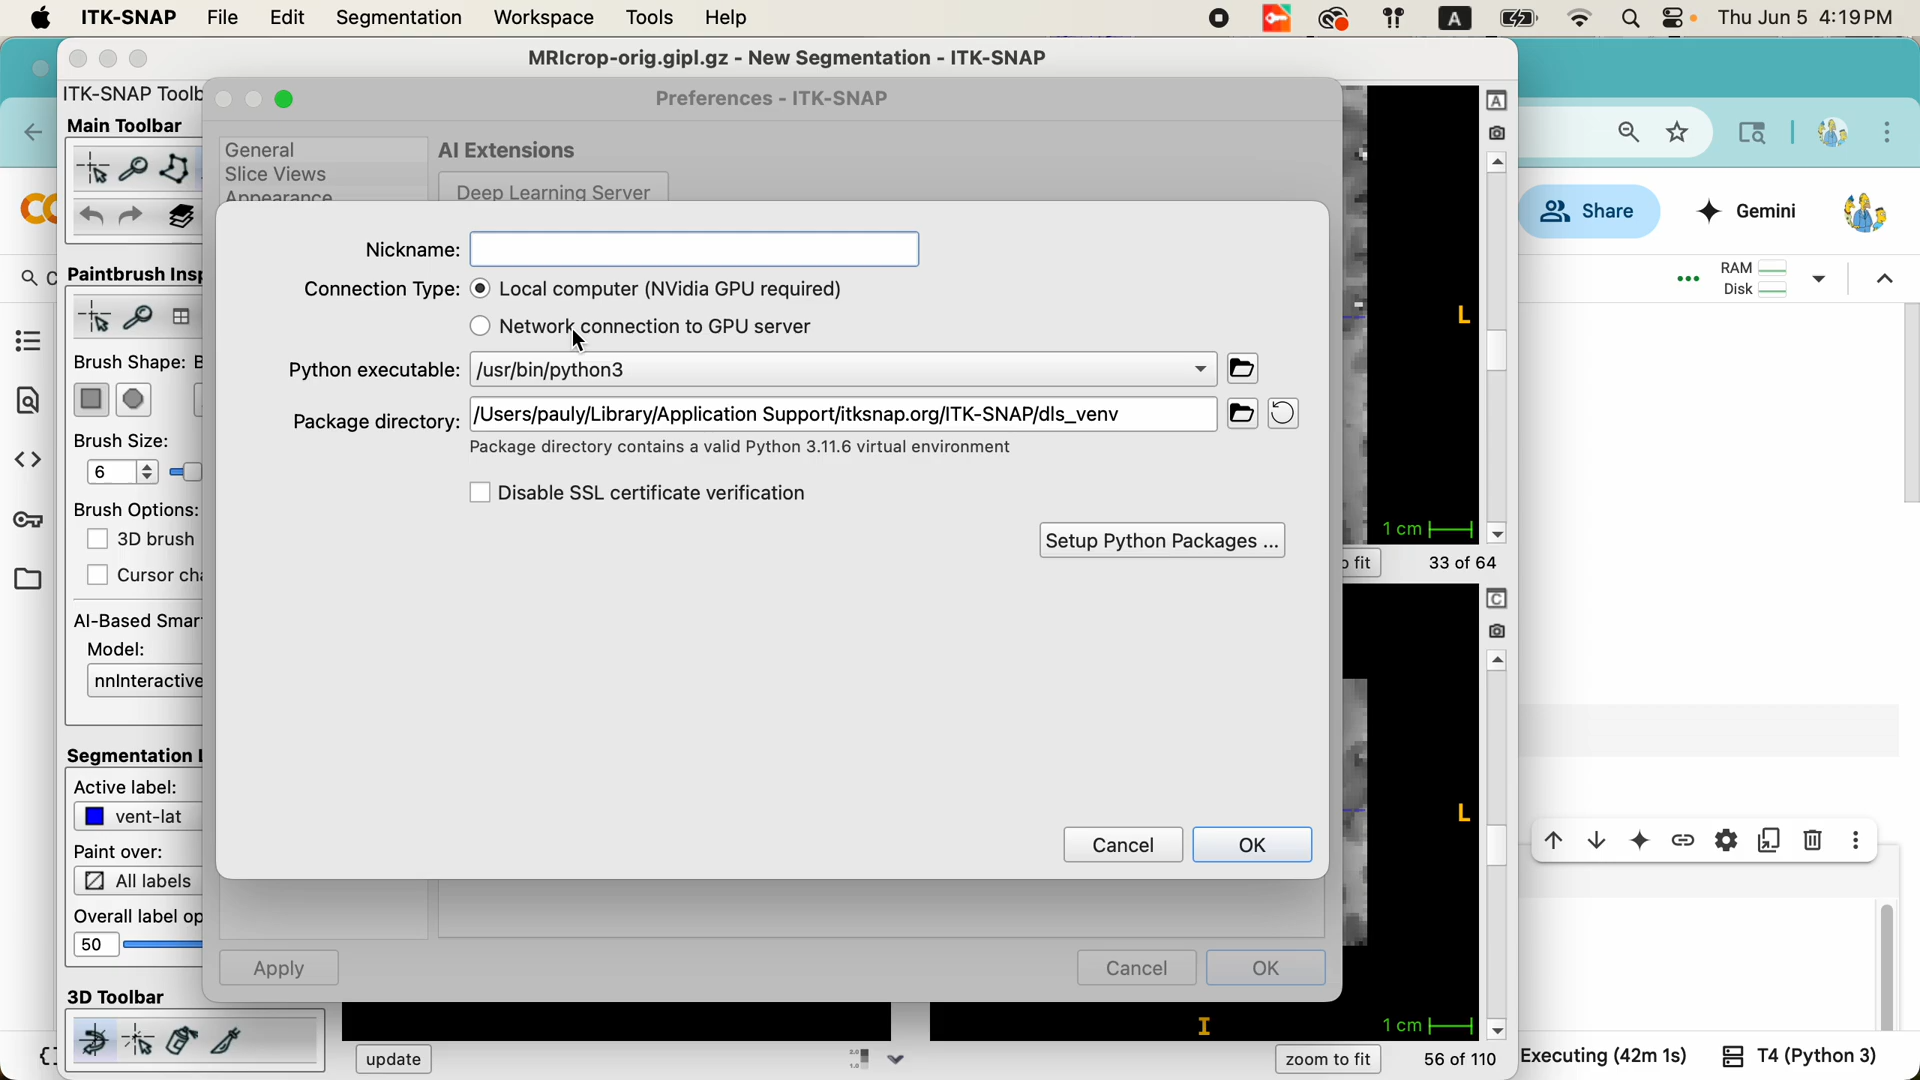 ITK-SNAP File Edit Segmentation Workspace Tools Help A Thu Jun 5 4:19 PM
MRIcrop-orig.gipl.gz - New Segmentation - ITK-SNAP
ITK-SNAP Toolb
Preferences - ITK-SNAP
Main Toolbar
General
Slice Views
Appearance
AI Extensions
Deep Learning Server
Nickname:
Connection Type: Local computer (NVidia GPU required)
Network connection to GPU server
Python executable: /usr/bin/python3
Package directory: /Users/pauly/Library/Application Support/itksnap.org/ITK-SNAP/dls_venv
Package directory contains a valid Python 3.11.6 virtual environment
Disable SSL certificate verification
Setup Python Packages ...
Cancel OK
Apply Cancel OK
Paintbrush Insp
Brush Shape: B
Brush Size:
6
Brush Options:
3D brush
Cursor cha
AI-Based Smar
Model:
nnInteractive
Segmentation L
Active label:
vent-lat
Paint over:
All labels
Overall label op
50
3D Toolbar
update
A
L
1 cm
o fit 33 of 64
C
L
I 1 cm
zoom to fit 56 of 110
Share Gemini
C
RAM
Disk
Executing (42m 1s) T4 (Python 3)